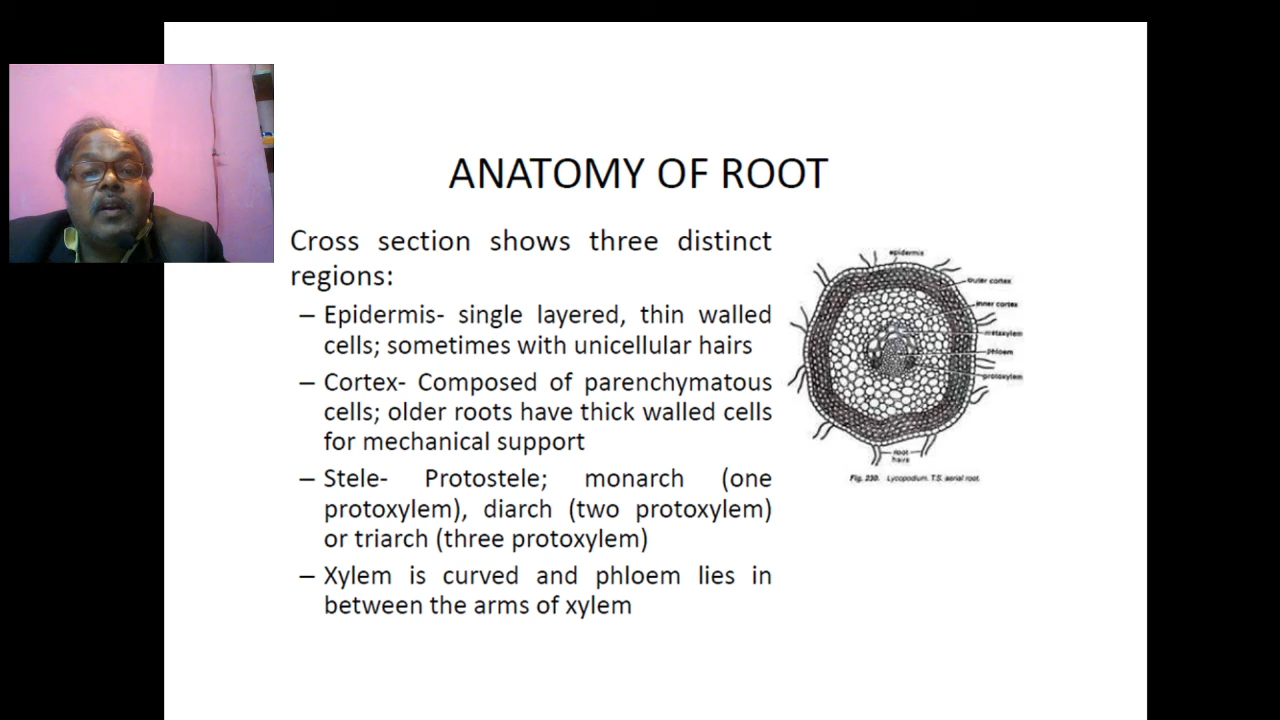 ANATOMY OF ROOT
Cross section shows three distinct
regions:
– Epidermis- single layered, thin walled
cells; sometimes with unicellular hairs
– Cortex- Composed of parenchymatous
cells; older roots have thick walled cells
for mechanical support
– Stele- Protostele; monarch (one
protoxylem), diarch (two protoxylem)
or triarch (three protoxylem)
– Xylem is curved and phloem lies in
between the arms of xylem
epidermis
outer cortex
inner cortex
metaxylem
phloem
protoxylem
root
hairs
Fig. 230. Lycopodium. T.S. aerial root.